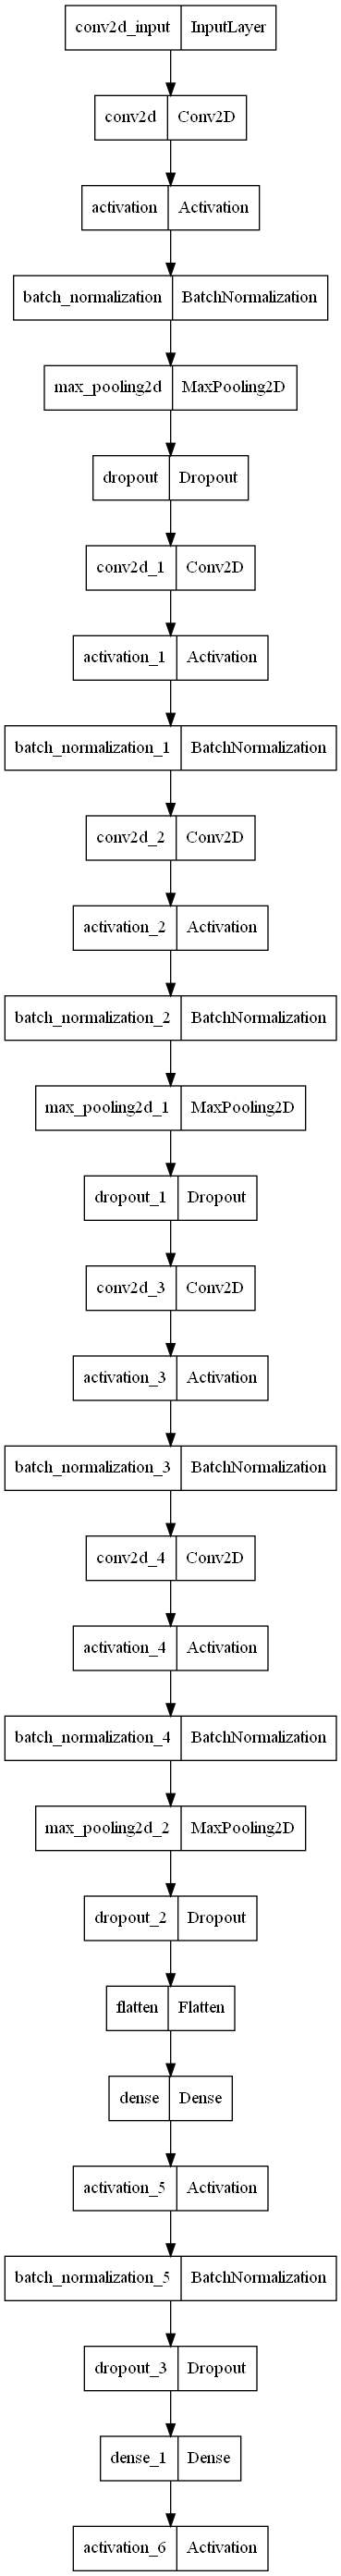 conv2d_input InputLayer
conv2d Conv2D
activation Activation
batch_normalization BatchNormalization
max_pooling2d MaxPooling2D
dropout Dropout
conv2d_1 Conv2D
activation_1 Activation
batch_normalization_1 BatchNormalization
conv2d_2 Conv2D
activation_2 Activation
batch_normalization_2 BatchNormalization
max_pooling2d_1 MaxPooling2D
dropout_1 Dropout
conv2d_3 Conv2D
activation_3 Activation
batch_normalization_3 BatchNormalization
conv2d_4 Conv2D
activation_4 Activation
batch_normalization_4 BatchNormalization
max_pooling2d_2 MaxPooling2D
dropout_2 Dropout
flatten Flatten
dense Dense
activation_5 Activation
batch_normalization_5 BatchNormalization
dropout_3 Dropout
dense_1 Dense
activation_6 Activation